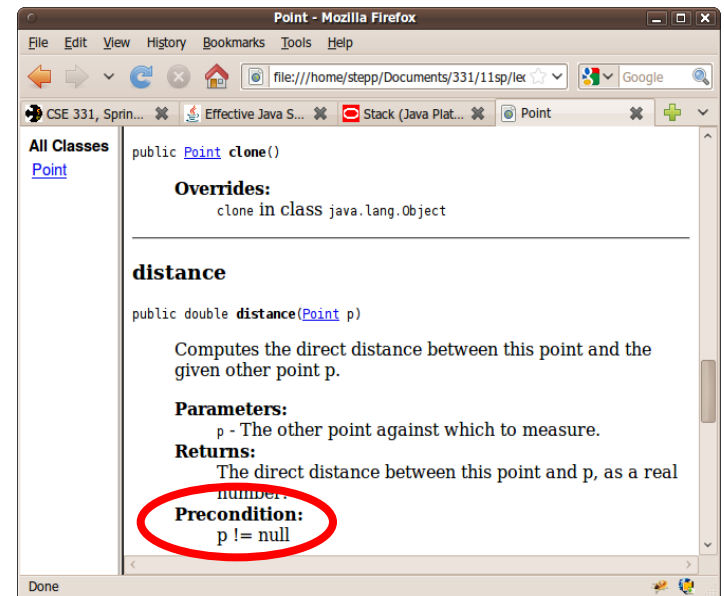 Point - Mozilla Firefox
File Edit View History Bookmarks Tools Help
file:///home/stepp/Documents/331/11sp/lec
Google
CSE 331, Sprin...
Effective Java S...
Stack (Java Plat...
Point
All Classes
Point
public Point clone()
Overrides:
clone in class java.lang.Object
distance
public double distance(Point p)
Computes the direct distance between this point and the
given other point p.
Parameters:
p - The other point against which to measure.
Returns:
The direct distance between this point and p, as a real
number.
Precondition:
p != null
Done